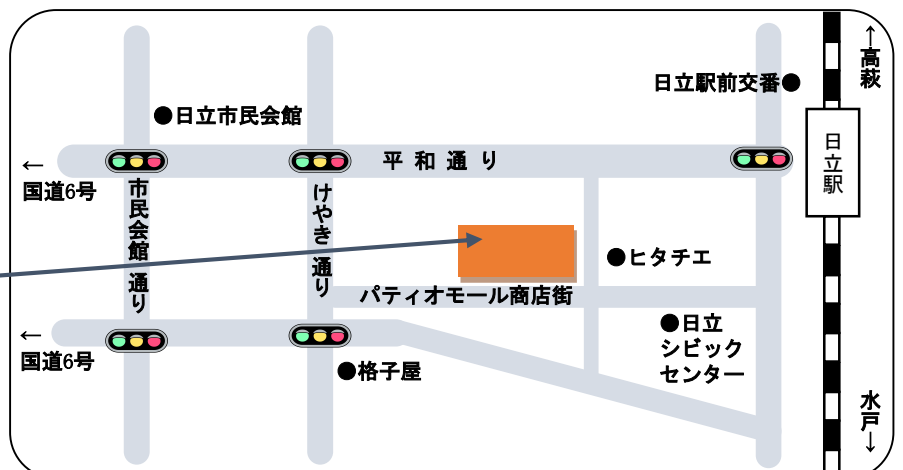 ↑
高萩
日立駅前交番●
●日立市民会館
日立駅
←
国道6号
平和通り
市民会館通り
けやき通り
●ヒタチエ
パティオモール商店街
←
国道6号
●日立
シビック
センター
●格子屋
水戸
↓